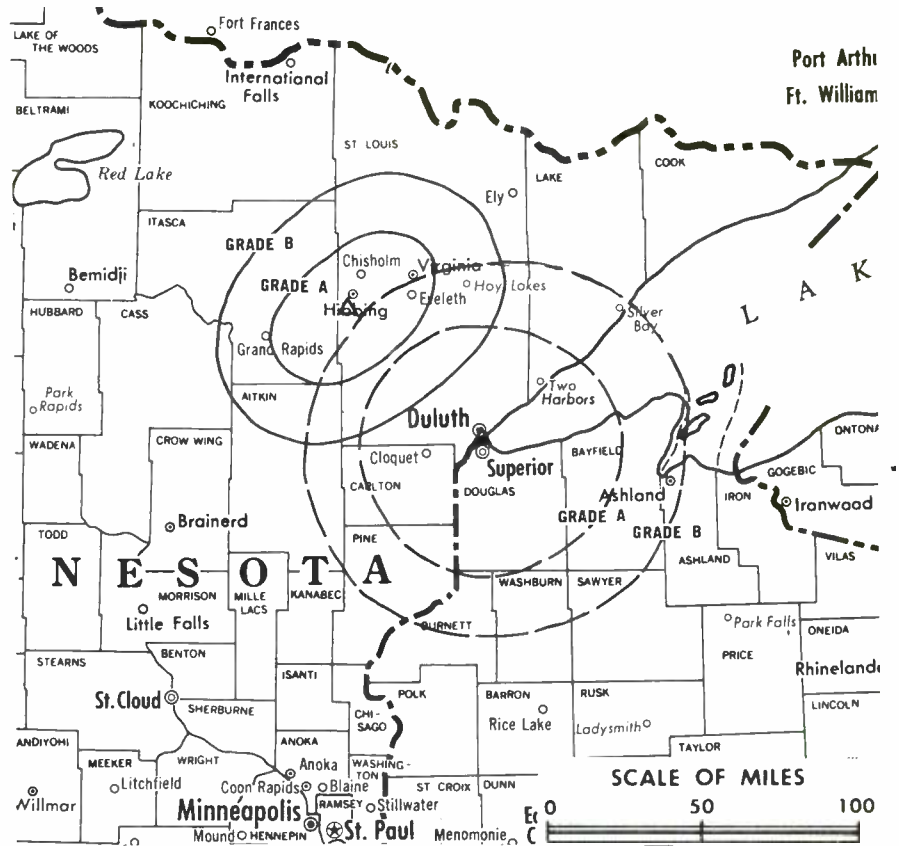 Fort Frances
LAKE OF
THE WOODS
Port Arthu
International
Falls
Ft. William
BELTRAMI
KOOCHICHING
ST LOUIS
COOK
Red Lake
LAKE
Ely
ITASCA
GRADE B
Chisholm
Virginia
LAK
Bemidji
GRADE A
Hoyt Lakes
Eveleth
HUBBARD
CASS
Hibbing
Silver
Bay
Grand Rapids
Two
Harbors
Park
Rapids
AITKIN
Duluth
WADENA
CROW WING
Cloquet
Superior
BAYFIELD
ONTONA
GOGEBIC
CARLTON
DOUGLAS
Ashland
IRON
Ironwood
GRADE A
Brainerd
GRADE B
TODD
PINE
ASHLAND
VILAS
NESOTA
WASHBURN
SAWYER
MORRISON
MILLE
LACS
KANABEC
Little Falls
BURNETT
Park Falls
ONEIDA
BENTON
STEARNS
PRICE
Rhinelande
ISANTI
St. Cloud
SHERBURNE
POLK
BARRON
RUSK
LINCOLN
CHI-
SAGO
Rice Lake
Ladysmith
ANDIYOHI
ANOKA
TAYLOR
MEEKER
WRIGHT
Anoka
WASHING-
TON
SCALE OF MILES
Litchfield
Coon Rapids
Blaine
ST CROIX
DUNN
Willmar
RAMSEY
Stillwater
0 50 100
Minneapolis
St. Paul
Mound
HENNEPIN
Menomonie